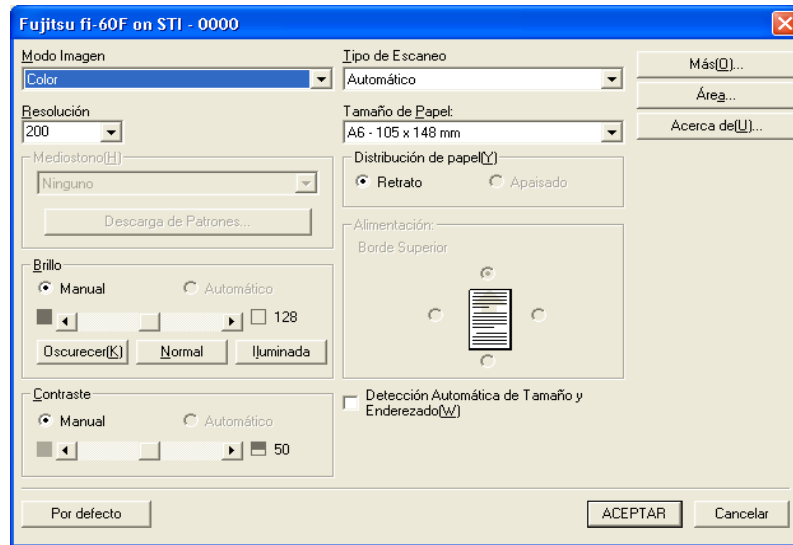 Fujitsu fi-60F on STI - 0000
Modo Imagen
Color
Tipo de Escaneo
Automático
Más(O)...
Área...
Acerca de(U)...
Resolución
200
Tamaño de Papel:
A6 - 105 x 148 mm
Mediostono(H)
Ninguno
Descarga de Patrones...
Distribución de papel(Y)
Retrato
Apaisado
Alimentación:
Borde Superior
Brillo
Manual
Automático
128
Oscurecer(K)
Normal
Iluminada
Contraste
Manual
Automático
50
Detección Automática de Tamaño y
Enderezado(W)
Por defecto
ACEPTAR
Cancelar